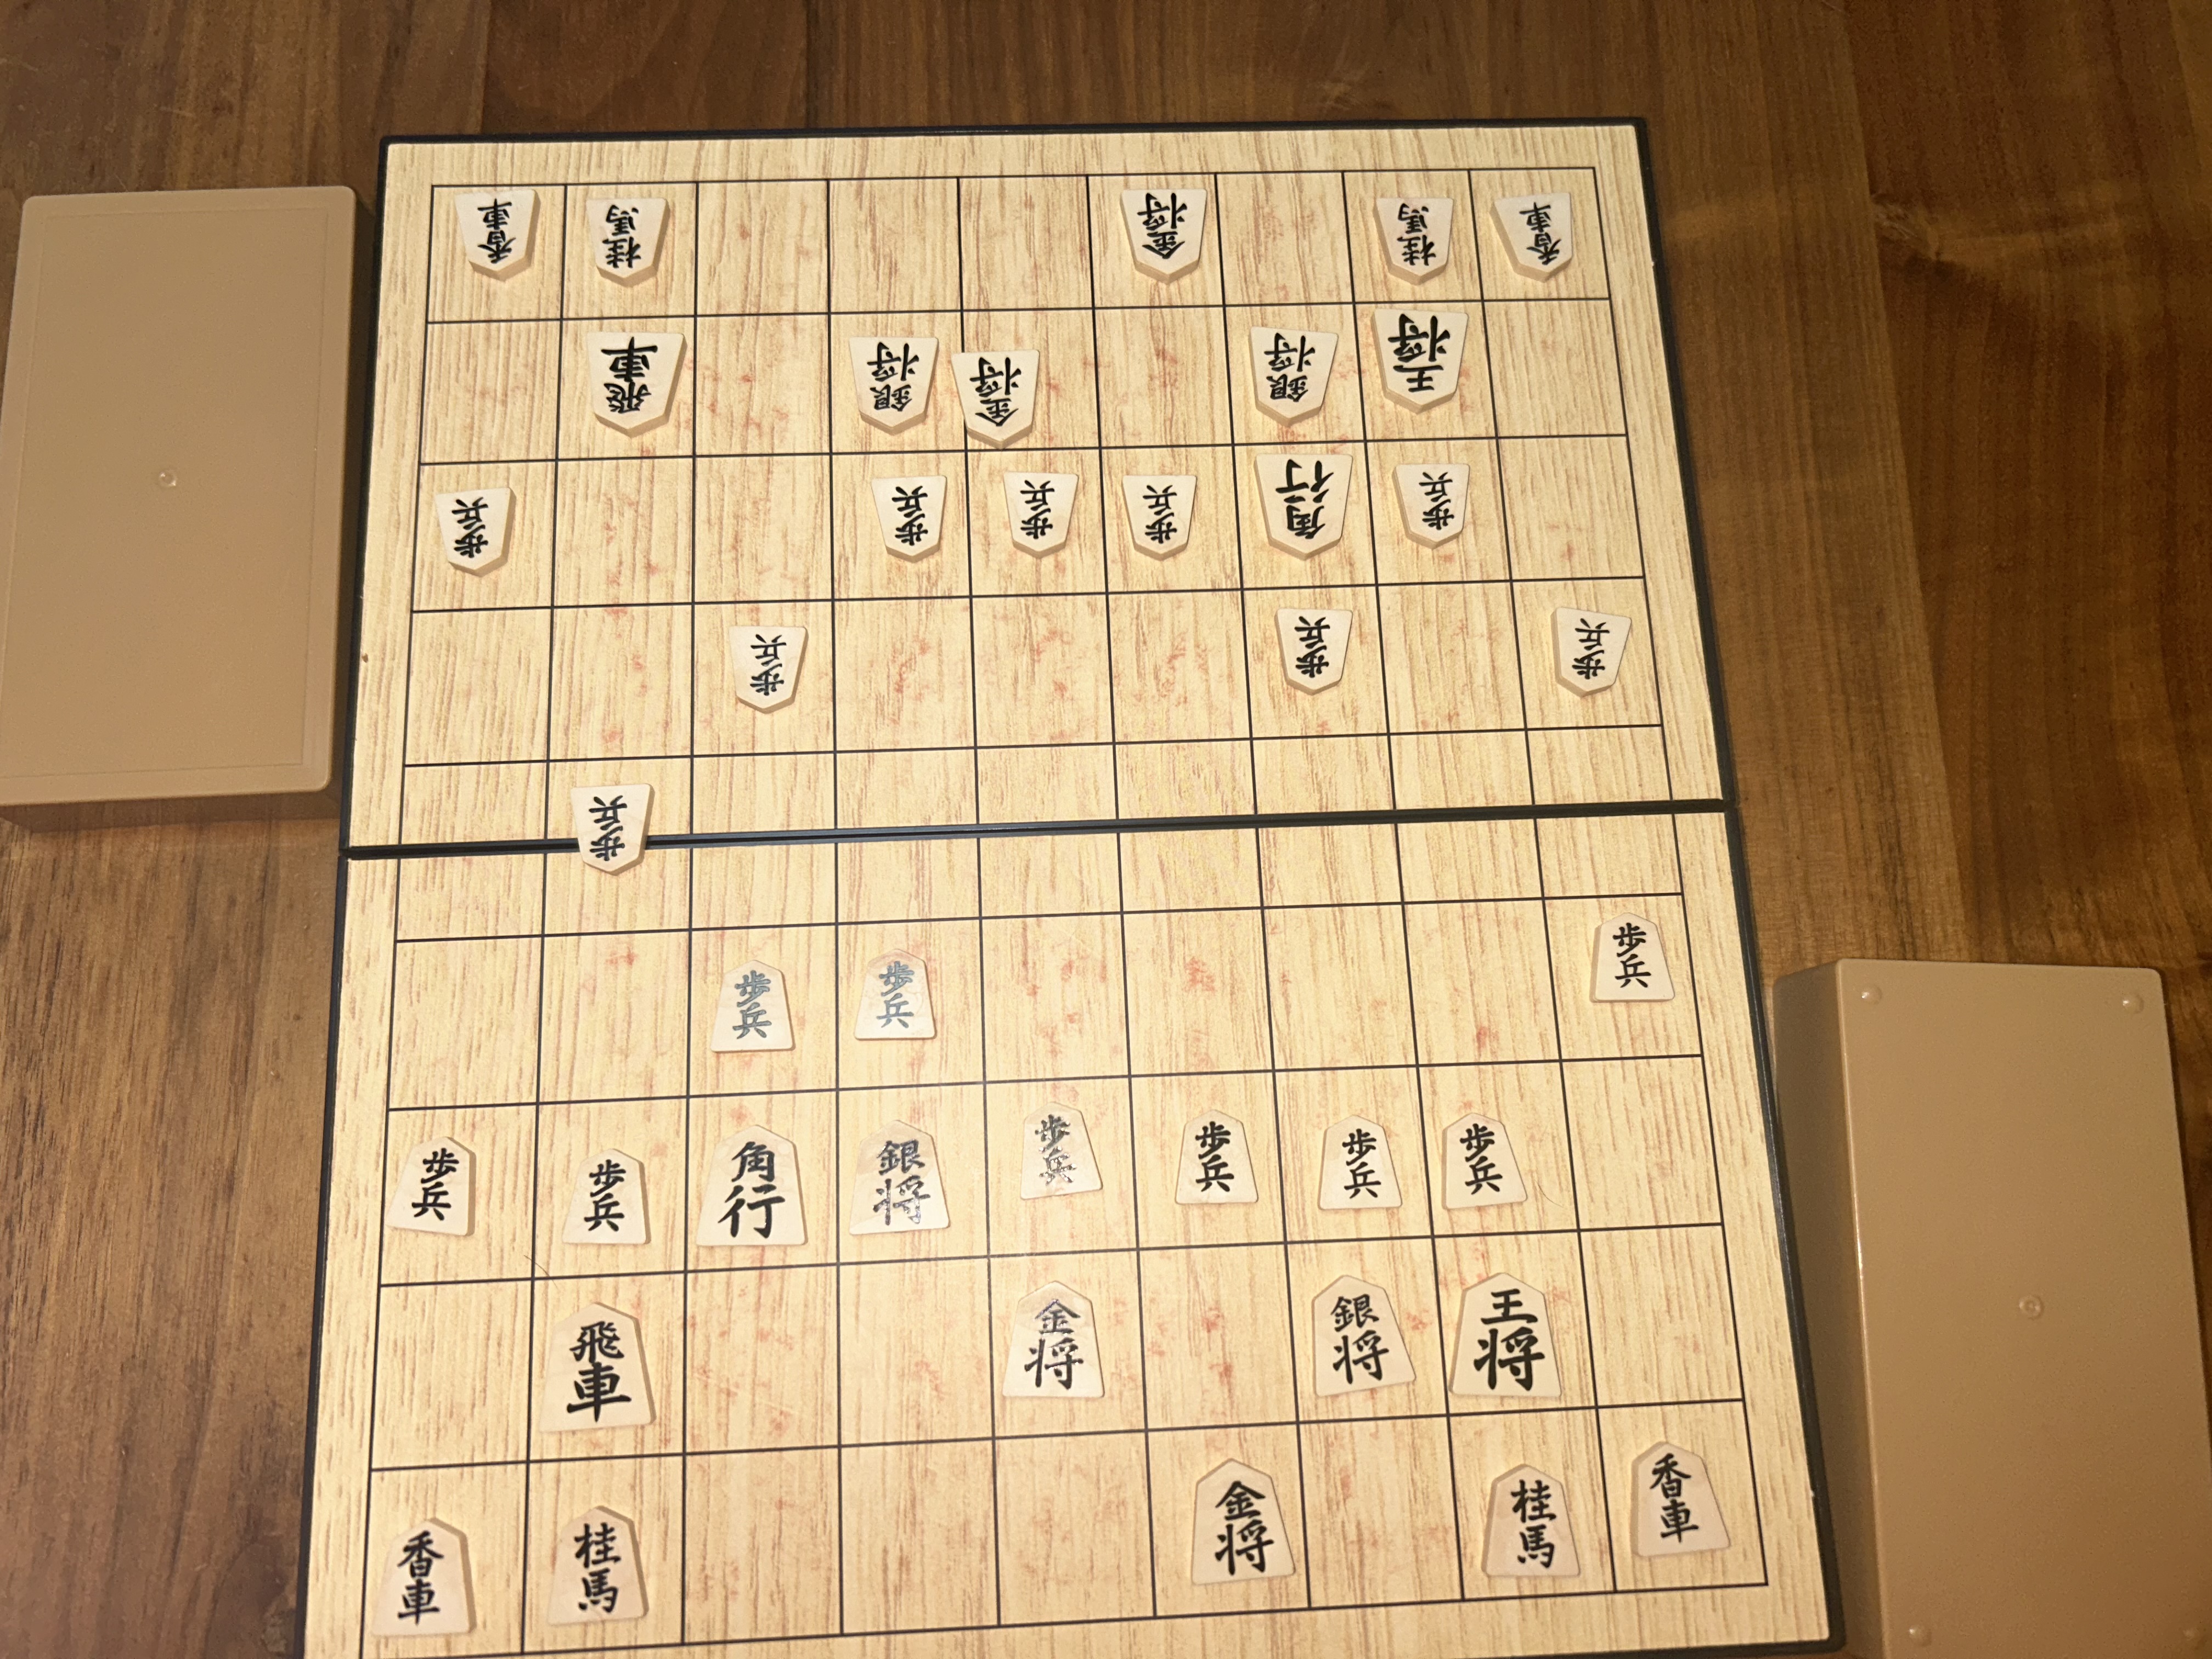 香車 桂馬 金将 桂馬 香車
飛車 銀将 金将 銀将 王将
歩兵 歩兵 歩兵 歩兵 角行 歩兵
歩兵 歩兵 歩兵
歩兵
歩兵 歩兵 歩兵
歩兵 歩兵 角行 銀将 歩兵 歩兵 歩兵 歩兵
飛車 金将 銀将 王将
香車 桂馬 金将 桂馬 香車